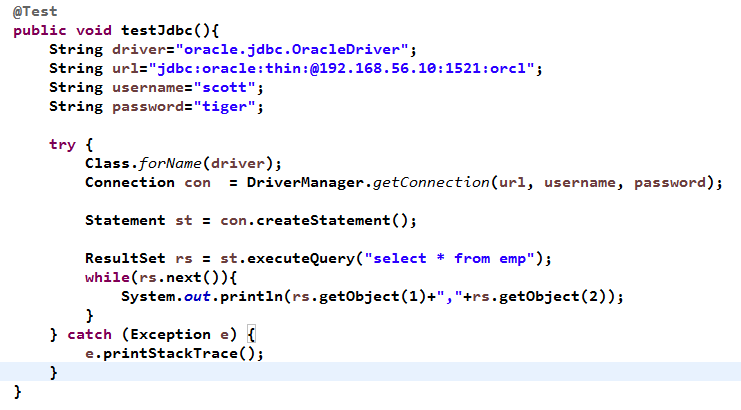 @Test
public void testJdbc(){
    String driver="oracle.jdbc.OracleDriver";
    String url="jdbc:oracle:thin:@192.168.56.10:1521:orcl";
    String username="scott";
    String password="tiger";

    try {
        Class.forName(driver);
        Connection con  = DriverManager.getConnection(url, username, password);

        Statement st = con.createStatement();

        ResultSet rs = st.executeQuery("select * from emp");
        while(rs.next()){
            System.out.println(rs.getObject(1)+","+rs.getObject(2));
        }
    } catch (Exception e) {
        e.printStackTrace();
    }
}